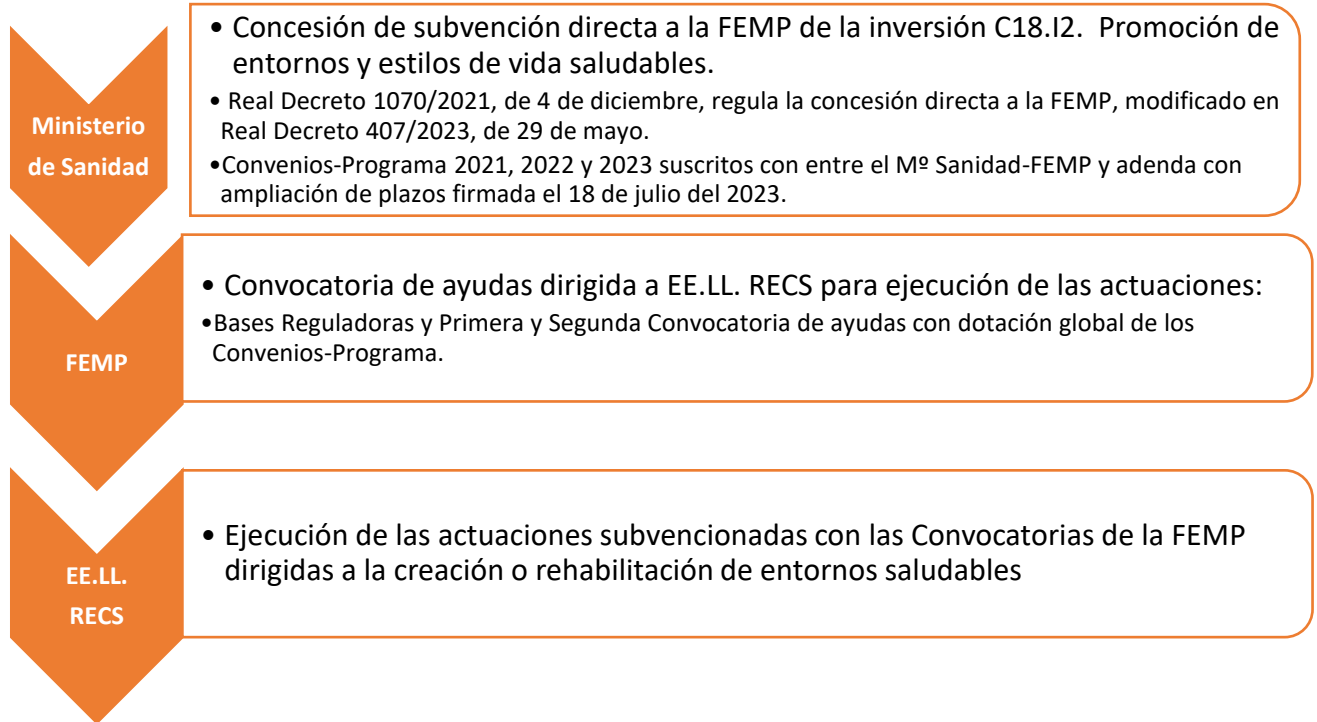 Ministerio
de Sanidad
• Concesión de subvención directa a la FEMP de la inversión C18.I2. Promoción de
entornos y estilos de vida saludables.
• Real Decreto 1070/2021, de 4 de diciembre, regula la concesión directa a la FEMP, modificado en
Real Decreto 407/2023, de 29 de mayo.
•Convenios-Programa 2021, 2022 y 2023 suscritos con entre el Mº Sanidad-FEMP y adenda con
ampliación de plazos firmada el 18 de julio del 2023.
FEMP
• Convocatoria de ayudas dirigida a EE.LL. RECS para ejecución de las actuaciones:
•Bases Reguladoras y Primera y Segunda Convocatoria de ayudas con dotación global de los
Convenios-Programa.
EE.LL.
RECS
• Ejecución de las actuaciones subvencionadas con las Convocatorias de la FEMP
dirigidas a la creación o rehabilitación de entornos saludables